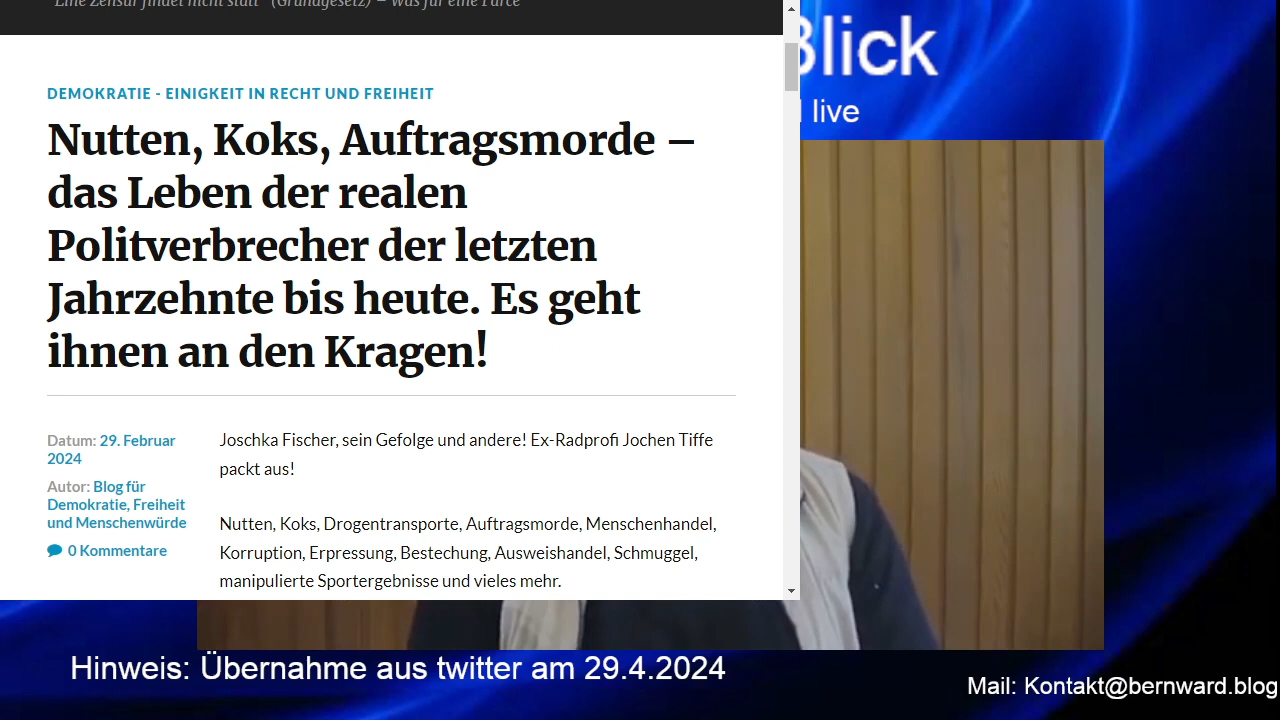 "Eine Zensur findet nicht statt" (Grundgesetz) – Was für eine Farce
Blick
live
DEMOKRATIE - EINIGKEIT IN RECHT UND FREIHEIT
Nutten, Koks, Auftragsmorde –
das Leben der realen
Politverbrecher der letzten
Jahrzehnte bis heute. Es geht
ihnen an den Kragen!
Datum: 29. Februar
2024
Autor: Blog für
Demokratie, Freiheit
und Menschenwürde
0 Kommentare
Joschka Fischer, sein Gefolge und andere! Ex-Radprofi Jochen Tiffe
packt aus!
Nutten, Koks, Drogentransporte, Auftragsmorde, Menschenhandel,
Korruption, Erpressung, Bestechung, Ausweishandel, Schmuggel,
manipulierte Sportergebnisse und vieles mehr.
Hinweis: Übernahme aus twitter am 29.4.2024
Mail: Kontakt@bernward.blog